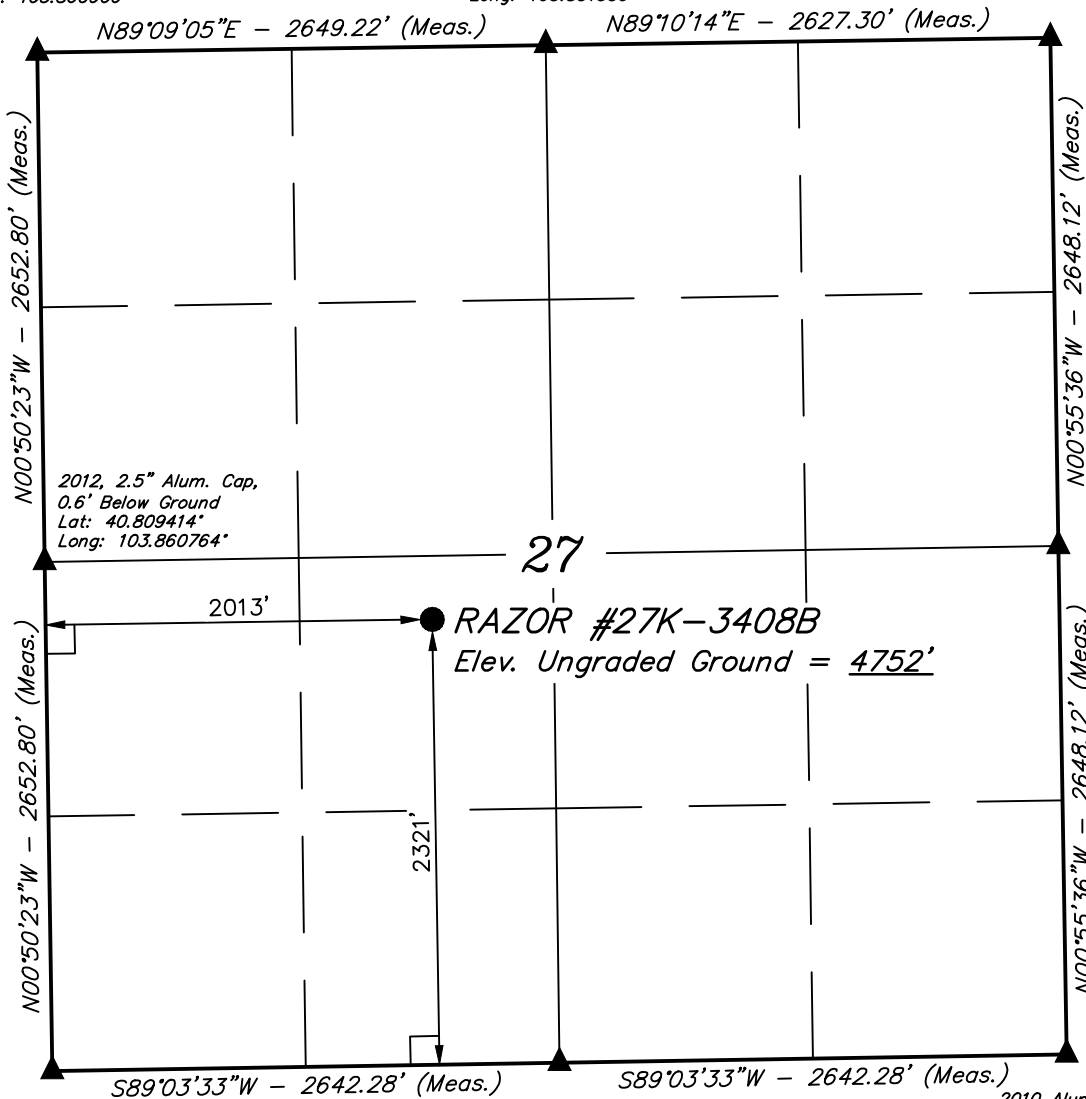 N89°09'05"E - 2649.22' (Meas.)
N89°10'14"E - 2627.30' (Meas.)
N00°50'23"W - 2652.80' (Meas.)
N00°55'36"W - 2648.12' (Meas.)
2012, 2.5" Alum. Cap,
0.6' Below Ground
Lat: 40.809414°
Long: 103.860764°
27
2013'
RAZOR #27K-3408B
Elev. Ungraded Ground = 4752'
2321'
N00°50'23"W - 2652.80' (Meas.)
N00°55'36"W - 2648.12' (Meas.)
S89°03'33"W - 2642.28' (Meas.)
S89°03'33"W - 2642.28' (Meas.)